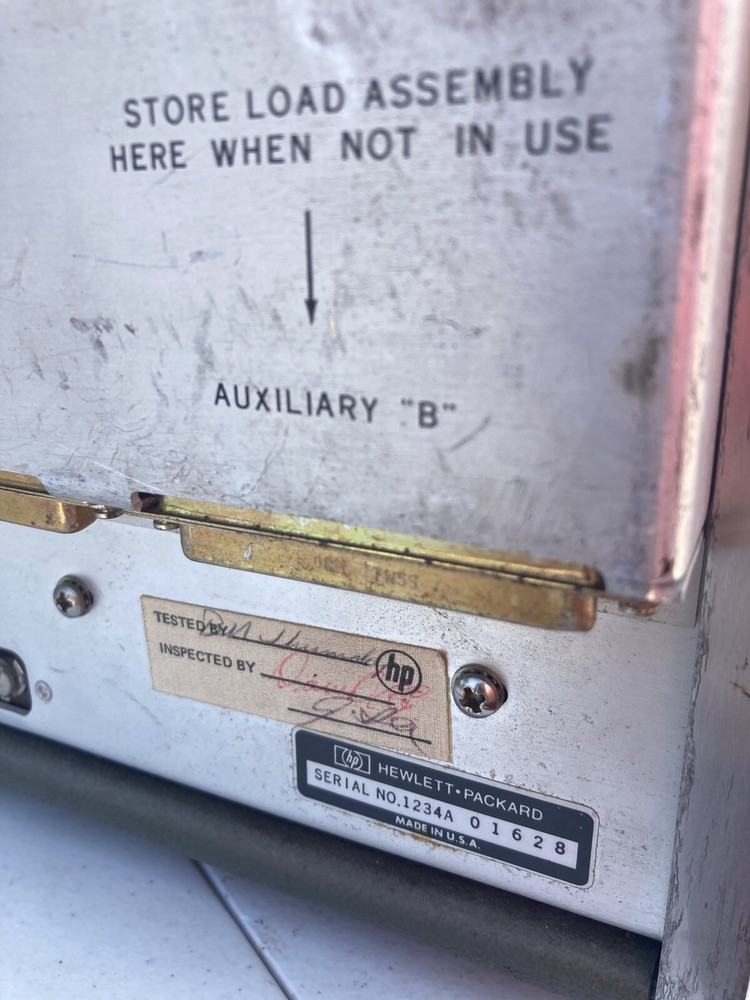 STORE LOAD ASSEMBLY
HERE WHEN NOT IN USE
AUXILIARY "B"
TESTED BY
hp
INSPECTED BY
hp HEWLETT•PACKARD
SERIAL NO.1234A 01628
MADE IN U.S.A.